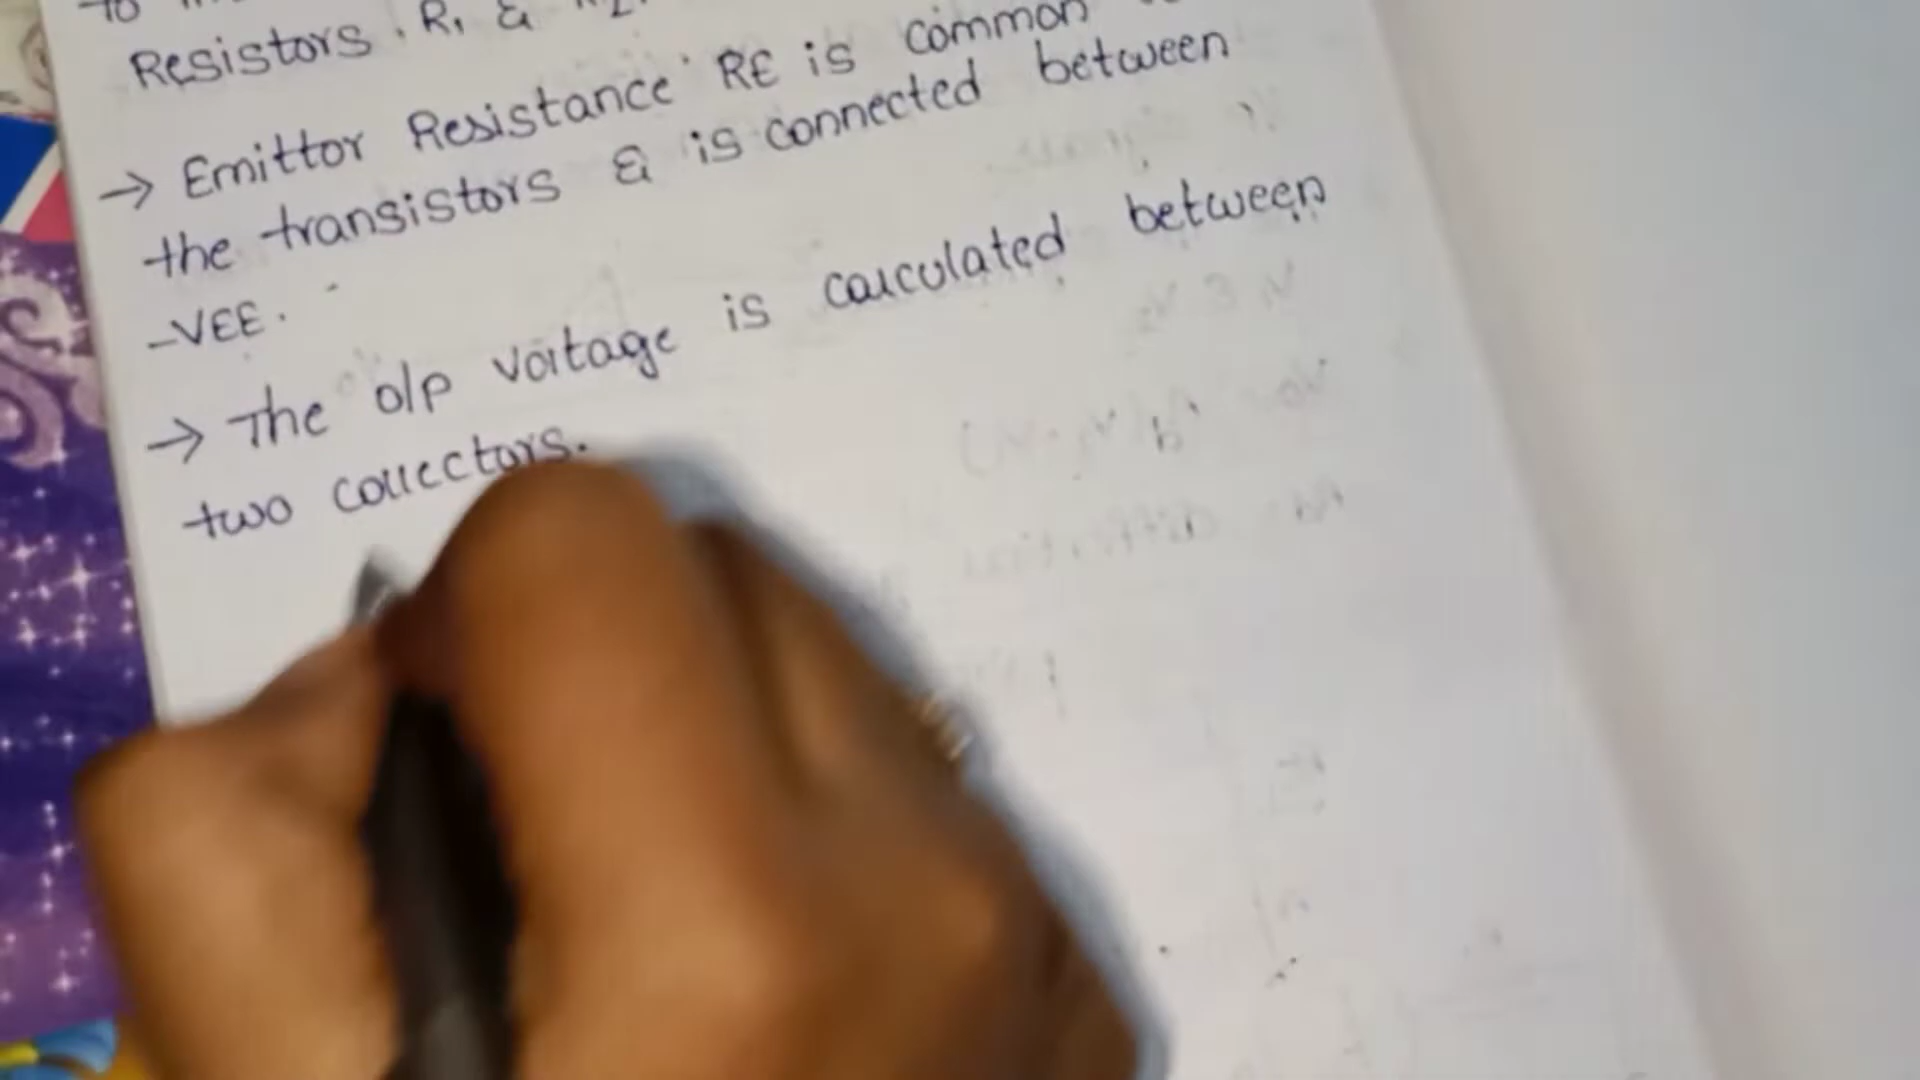 to
Resistors. R1 &
→ Emittor Resistance RE is common
the transistors & is connected between
-VEE.
→ The o/p voltage is calculated between
two collectors.